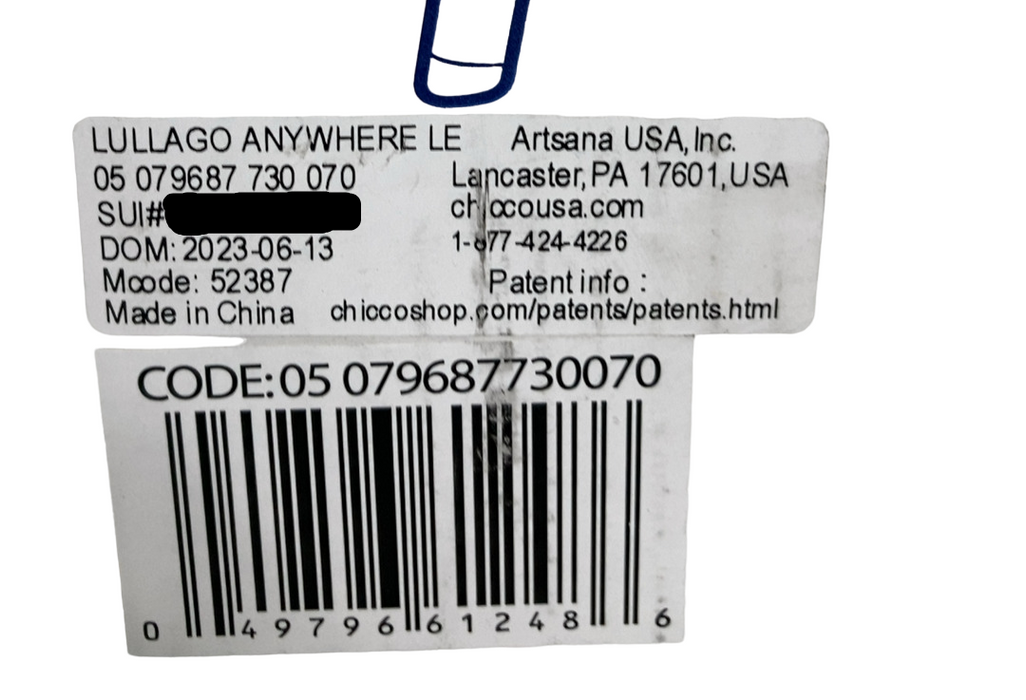 LULLAGO ANYWHERE LE
05 079687 730 070
SUI#
DOM: 2023-06-13
Mcode: 52387
Made in China
Artsana USA, Inc.
Lancaster, PA 17601, USA
chiccousa.com
1-877-424-4226
Patent info :
chiccoshop.com/patents/patents.html
CODE: 05 079687730070
0 49796 61248 6